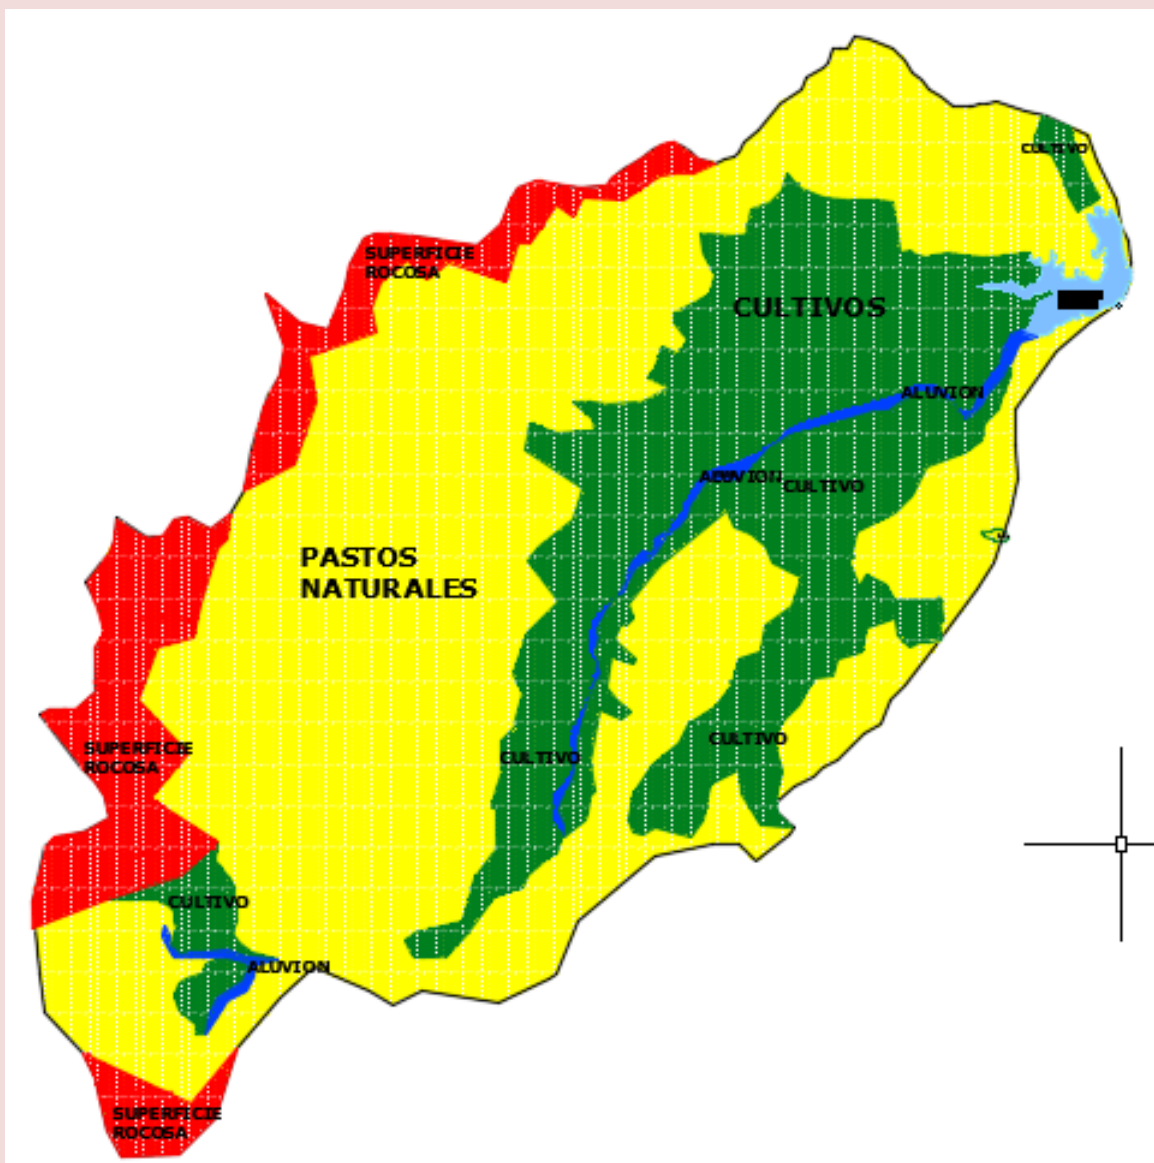 CULTIVO
SUPERFICIE
ROCOSA
CULTIVOS
ALUVION
ALUVION
CULTIVO
PASTOS
NATURALES
CULTIVO
SUPERFICIE
ROCOSA
CULTIVO
CULTIVO
ALUVION
SUPERFICIE
ROCOSA